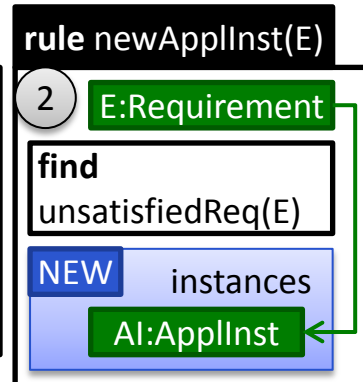 rule newApplInst(E)
2
E:Requirement
find
unsatisfiedReq(E)
NEW
instances
AI:ApplInst